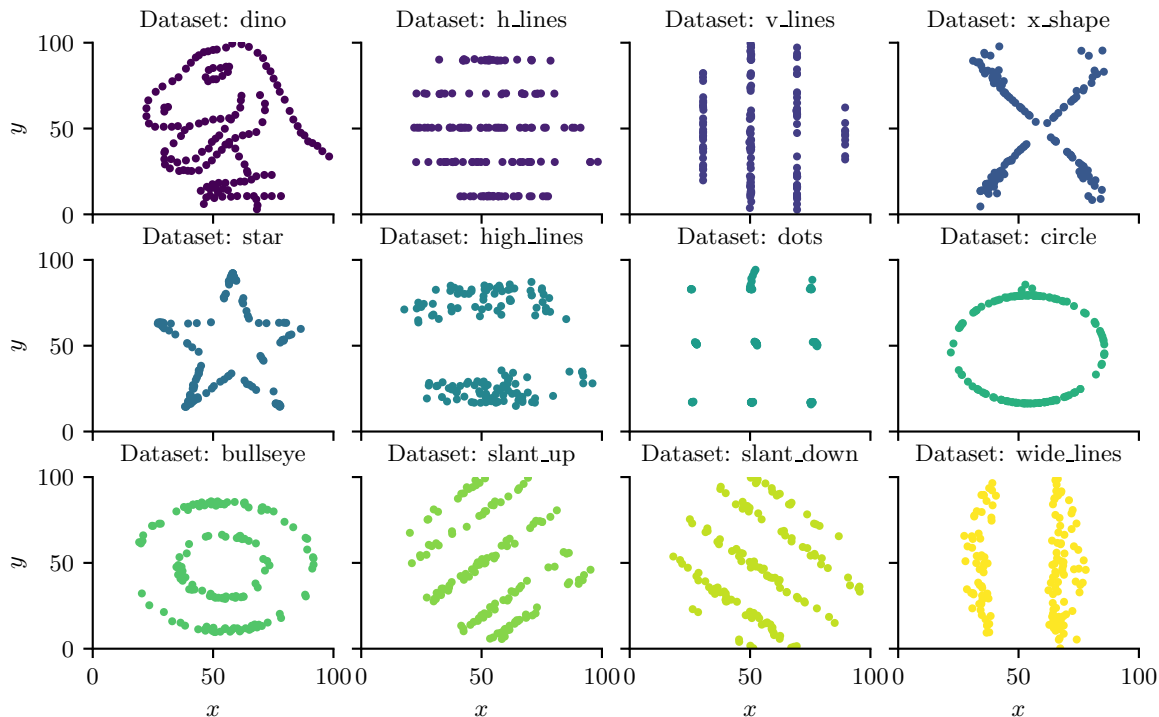 Dataset: dino Dataset: h_lines Dataset: v_lines Dataset: x_shape
100
y
50
0
Dataset: star Dataset: high_lines Dataset: dots Dataset: circle
100
y
50
0
Dataset: bullseye Dataset: slant_up Dataset: slant_down Dataset: wide_lines
100
y
50
0
0 50 100 0 50 100 0 50 100 0 50 100
x x x x